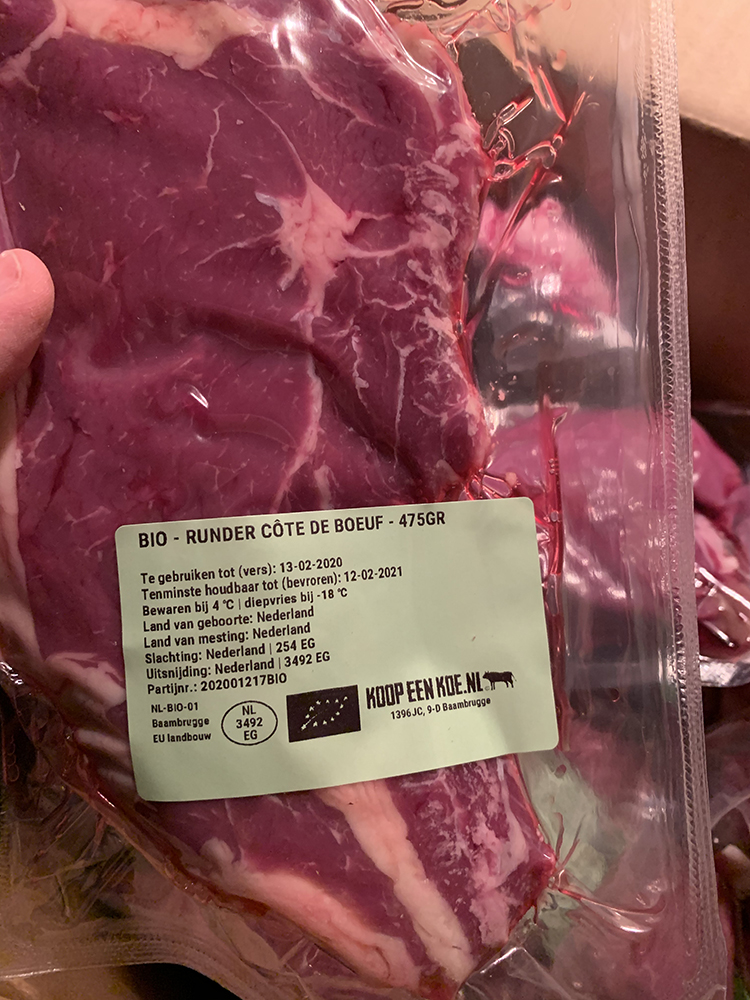 BIO - RUNDER CÔTE DE BOEUF - 475GR
Te gebruiken tot (vers): 13-02-2020
Tenminste houdbaar tot (bevroren): 12-02-2021
Bewaren bij 4 °C | diepvries bij -18 °C
Land van geboorte: Nederland
Land van mesting: Nederland
Slachting: Nederland | 254 EG
Uitsnijding: Nederland | 3492 EG
Partijnr.: 202001217BIO
NL-BIO-01
Baambrugge
EU landbouw
NL
3492
EG
KOOP EEN KOE.NL
1396JC, 9-D Baambrugge